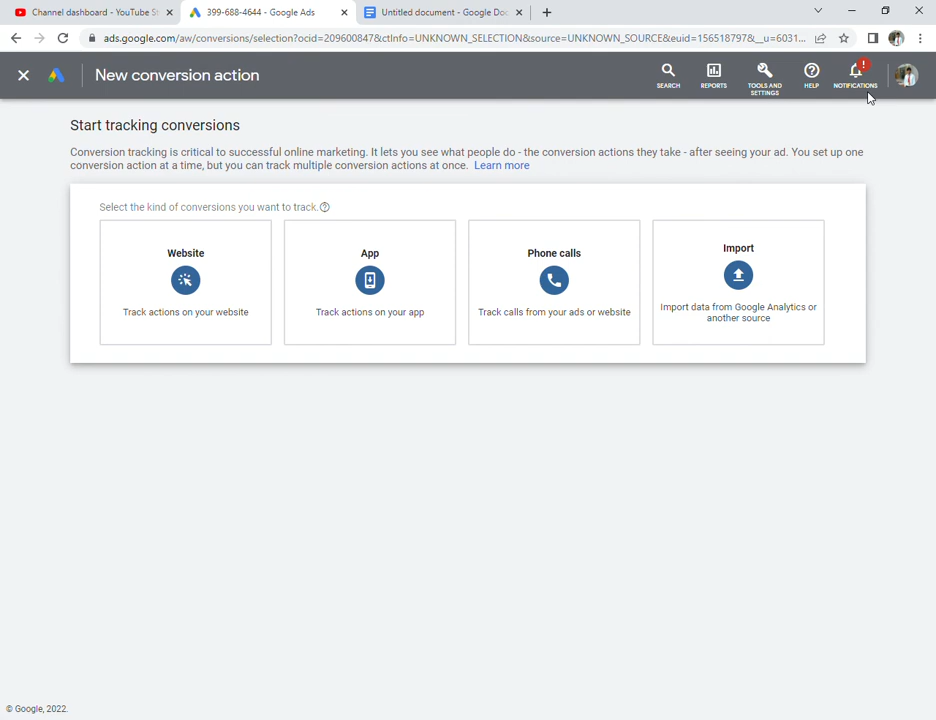 Channel dashboard - YouTube St
399-688-4644 - Google Ads
Untitled document - Google Doc
ads.google.com/aw/conversions/selection?ocid=209600847&ctInfo=UNKNOWN_SELECTION&source=UNKNOWN_SOURCE&euid=156518797&__u=6031...
New conversion action
SEARCH
REPORTS
TOOLS AND SETTINGS
HELP
!
NOTIFICATIONS
Start tracking conversions
Conversion tracking is critical to successful online marketing. It lets you see what people do - the conversion actions they take - after seeing your ad. You set up one
conversion action at a time, but you can track multiple conversion actions at once. Learn more
Select the kind of conversions you want to track.
Website
Track actions on your website
App
Track actions on your app
Phone calls
Track calls from your ads or website
Import
Import data from Google Analytics or
another source
© Google, 2022.